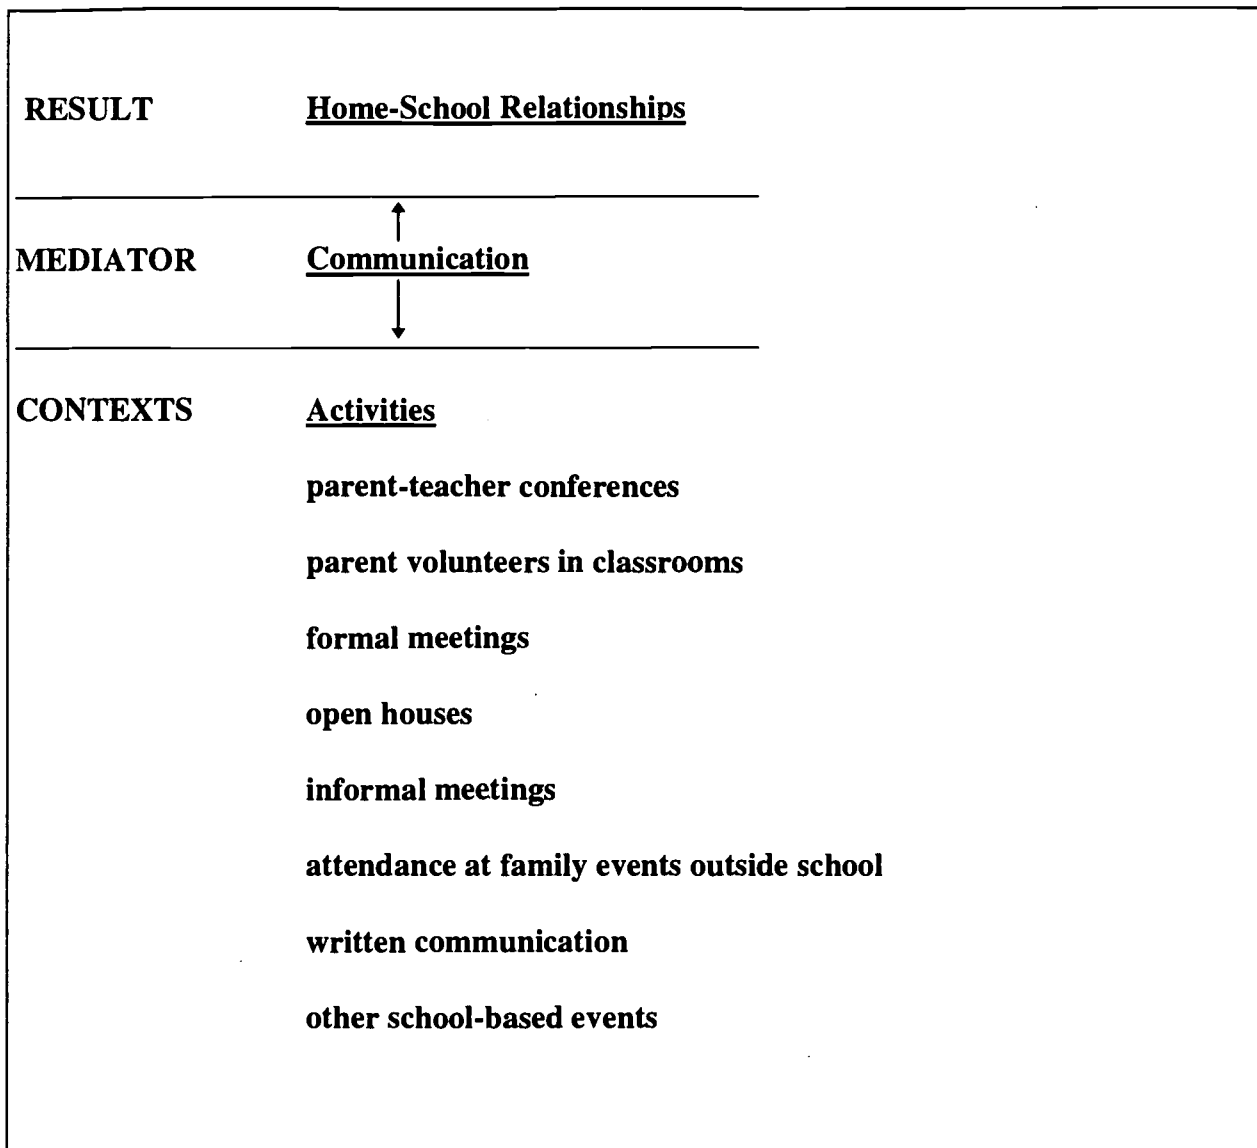 RESULT Home-School Relationships
MEDIATOR Communication
CONTEXTS Activities
parent-teacher conferences
parent volunteers in classrooms
formal meetings
open houses
informal meetings
attendance at family events outside school
written communication
other school-based events